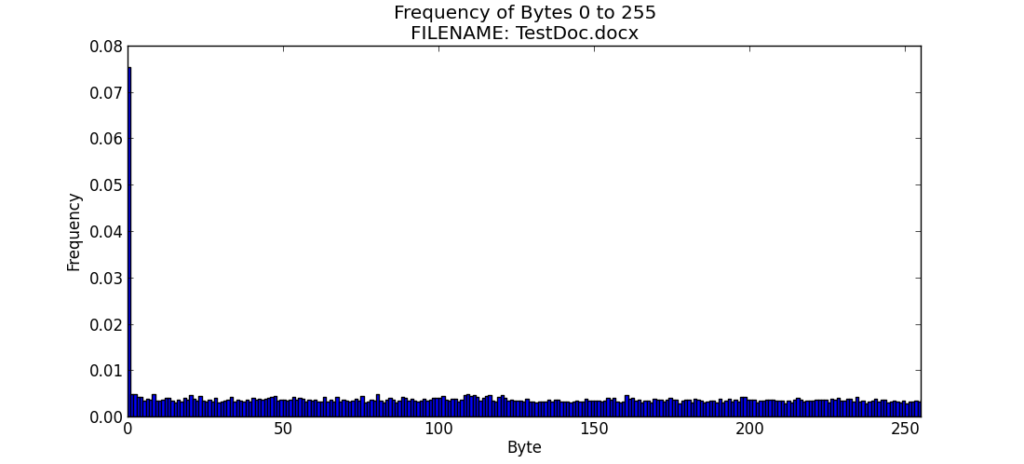 Frequency of Bytes 0 to 255
FILENAME: TestDoc.docx
0.08
0.07
0.06
0.05
0.04
0.03
0.02
0.01
0.00
Frequency
0 50 100 150 200 250
Byte